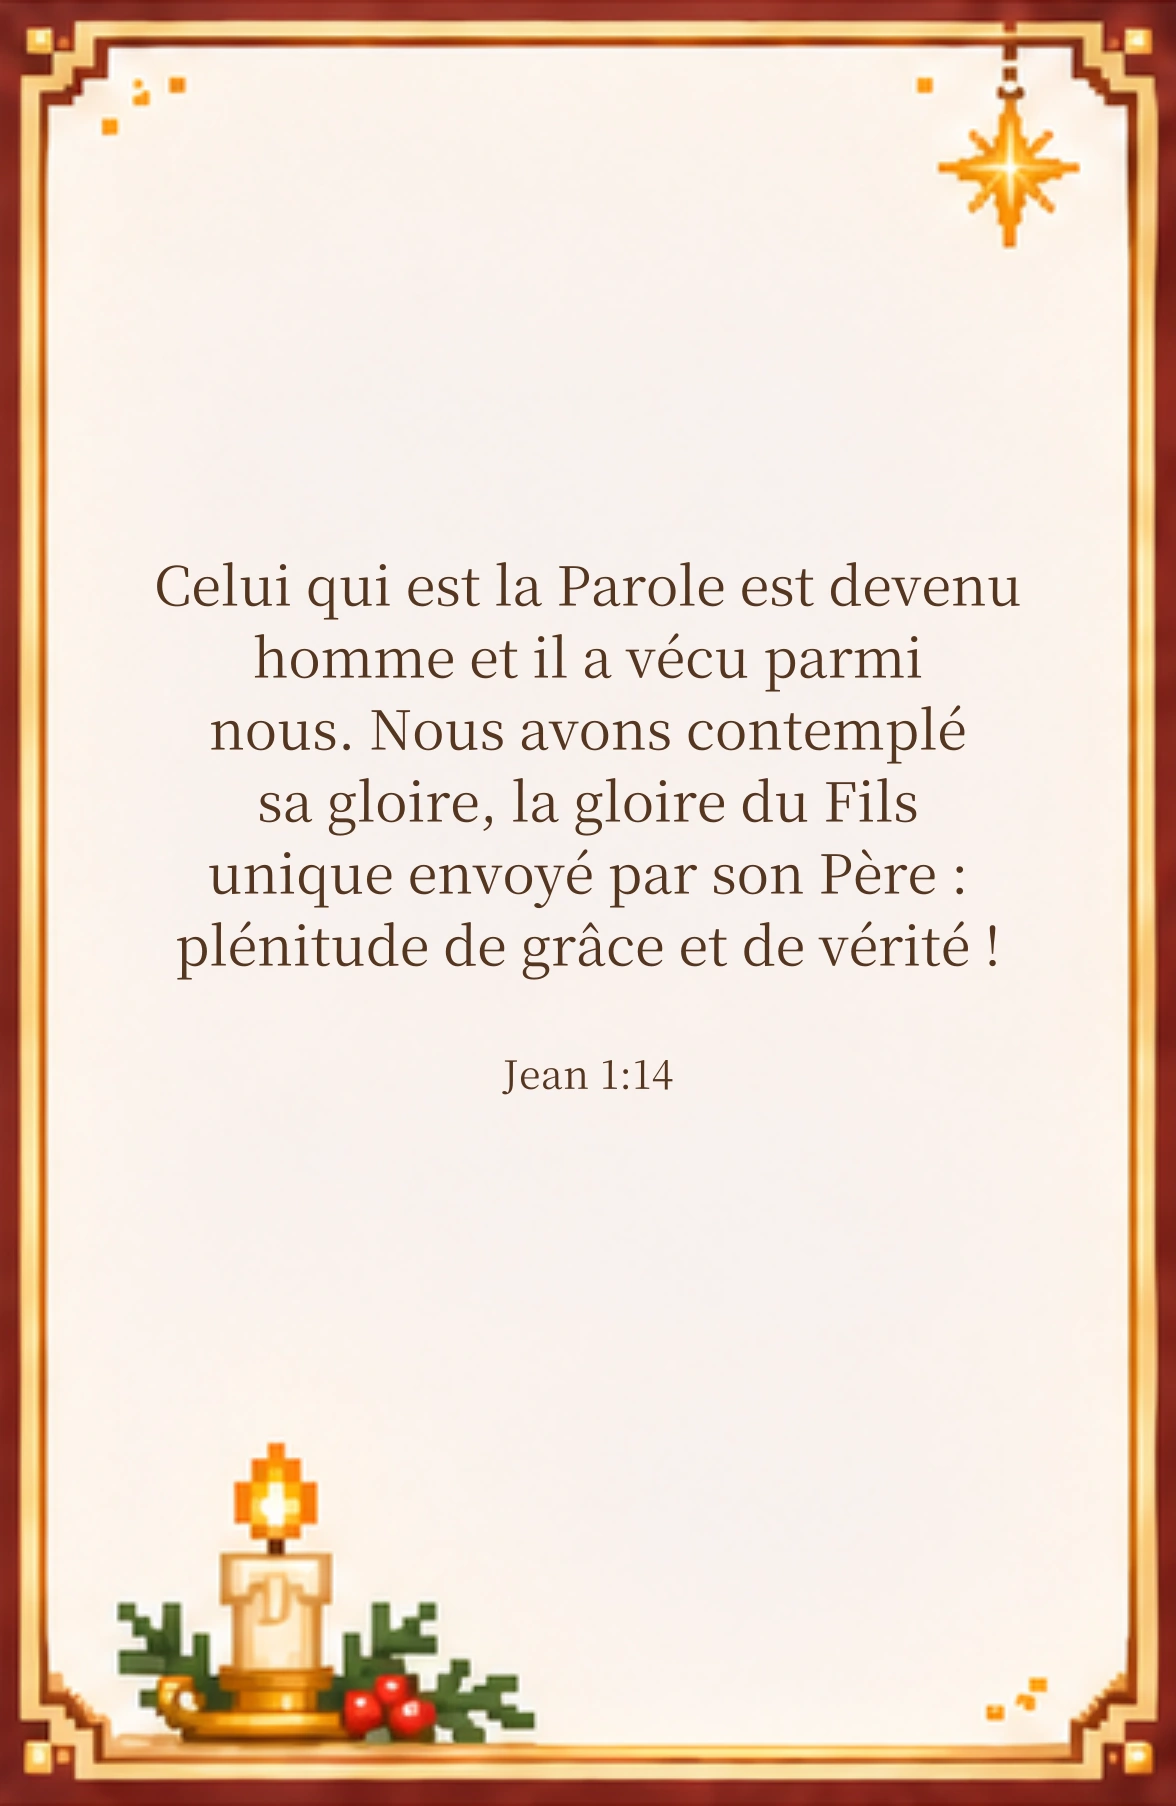 Celui qui est la Parole est devenu
homme et il a vécu parmi
nous. Nous avons contemplé
sa gloire, la gloire du Fils
unique envoyé par son Père :
plénitude de grâce et de vérité !
Jean 1:14